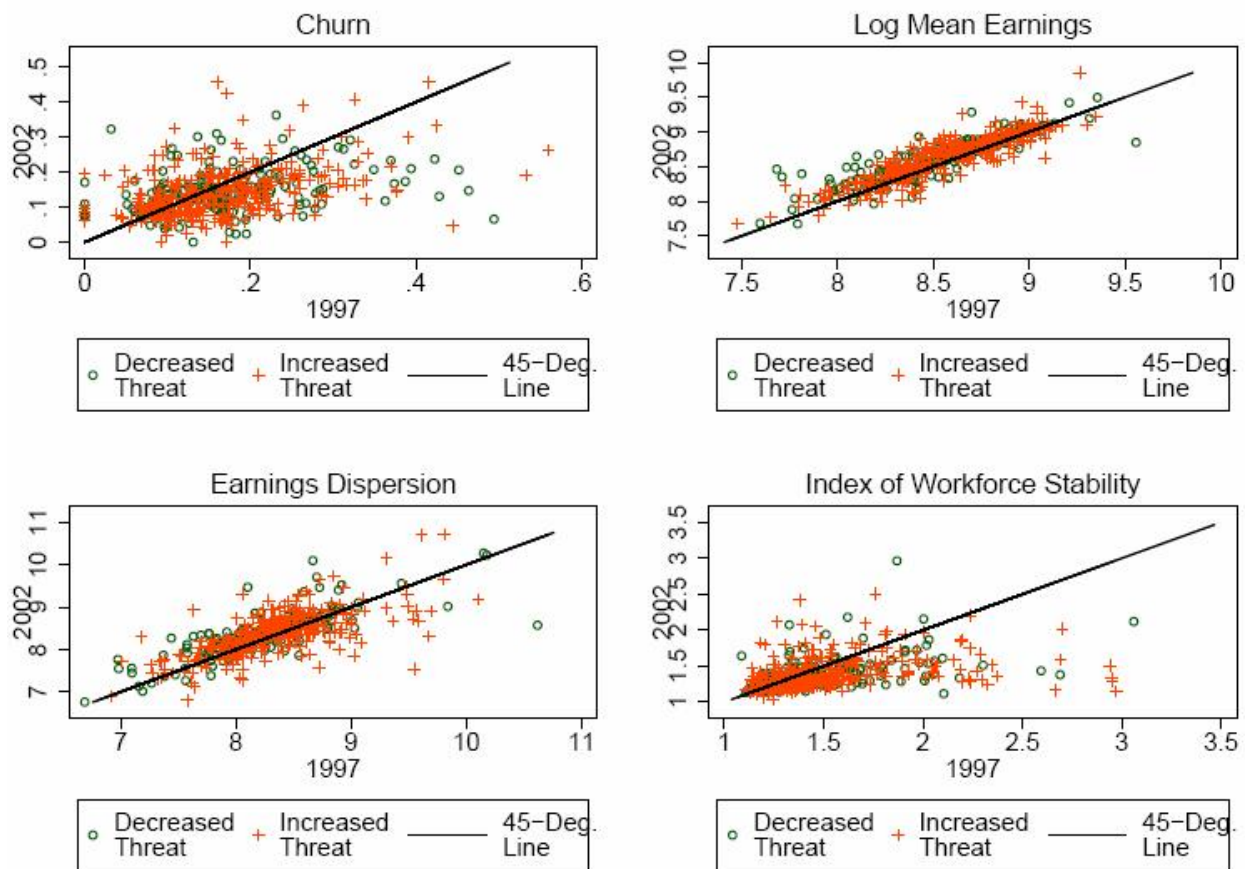 Churn
.5
.4
.3
.2
.1
0
2002
0 .2 .4 .6
1997
Decreased Threat
Increased Threat
45-Deg. Line
Log Mean Earnings
10
9.5
9
8.5
8
7.5
2002
7.5 8 8.5 9 9.5 10
1997
Decreased Threat
Increased Threat
45-Deg. Line
Earnings Dispersion
11
10
9
8
7
2002
7 8 9 10 11
1997
Decreased Threat
Increased Threat
45-Deg. Line
Index of Workforce Stability
3.5
3
2.5
2
1.5
1
2002
1 1.5 2 2.5 3 3.5
1997
Decreased Threat
Increased Threat
45-Deg. Line